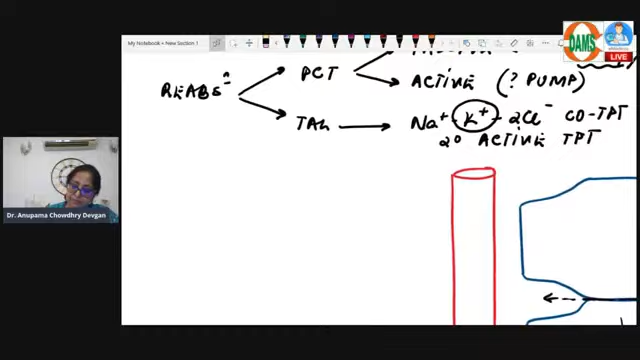 My Notebook > New Section 1
DAMS
LIVE
REABSⁿ
PCT
ACTIVE (? PUMP)
TAL
Na⁺ K⁺ - 2Cl⁻ CO-TPT
2° ACTIVE TPT
Dr. Anupama Chowdhry Devgan